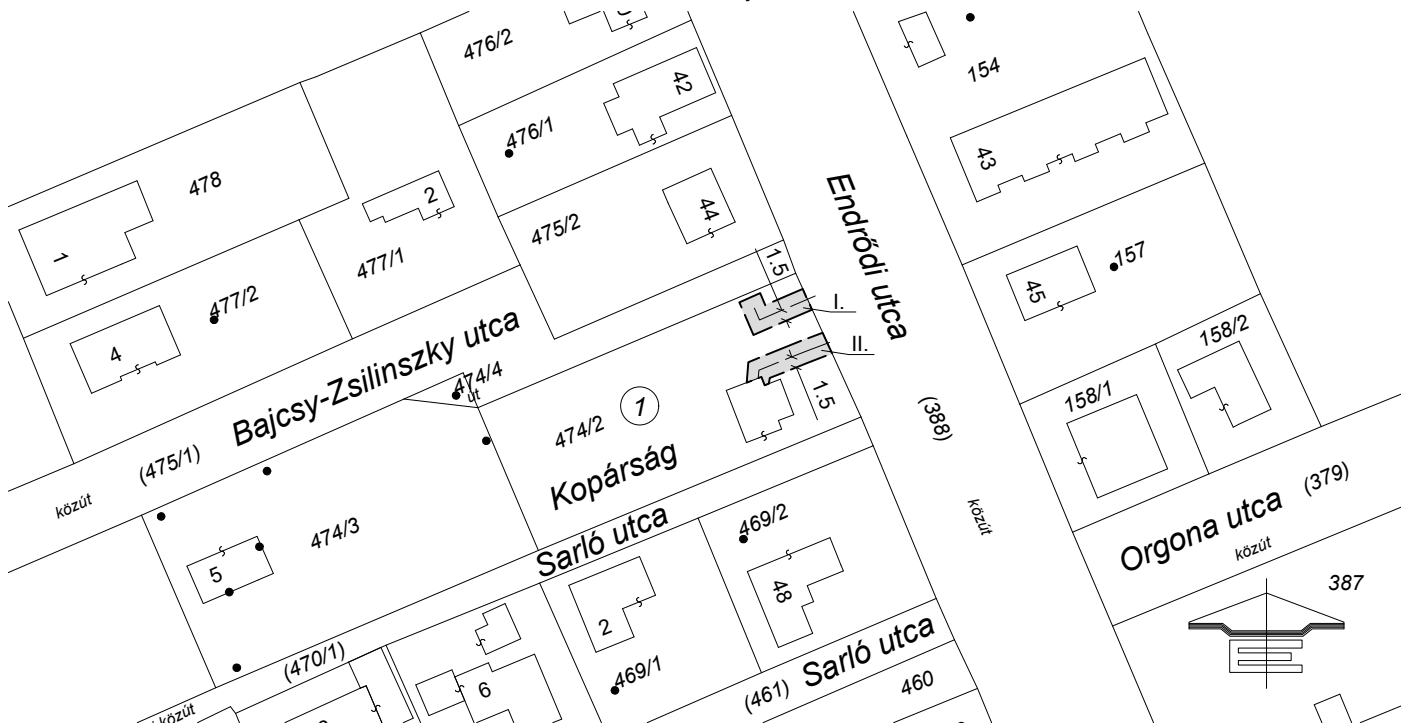 476/2
154
42
476/1
43
478
2
44
475/2
Endrődi utca
477/1
1
1.5
157
45
477/2
I.
4
158/2
II.
Bajcsy-Zsilinszky utca
474/4
út
1.5
158/1
(388)
474/2
1
(475/1)
Kopárság
(379)
közút
közút
Orgona utca
469/2
474/3
Sarló utca
közút
5
48
387
2
Sarló utca
(470/1)
469/1
460
6
(461)
közút